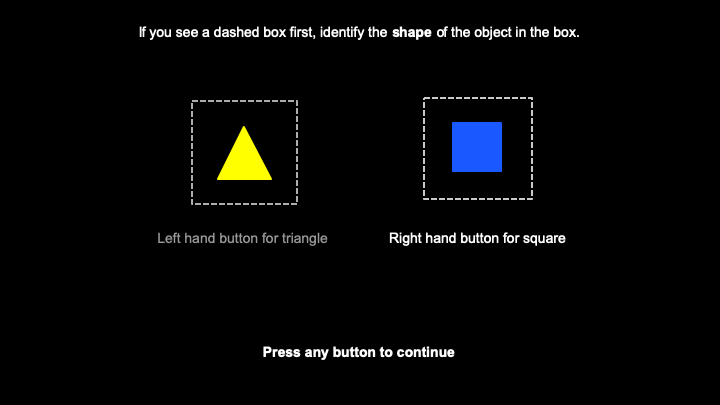 If you see a dashed box first, identify the shape of the object in the box.
Left hand button for triangle
Right hand button for square
Press any button to continue